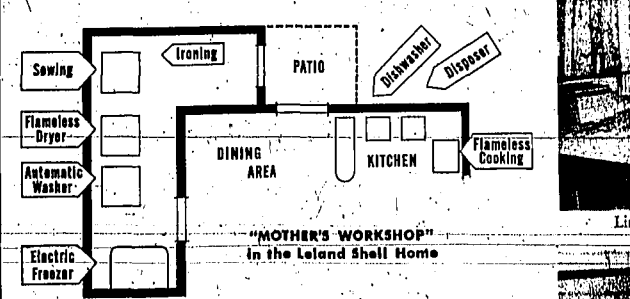 Sewing
Ironing
PATIO
Dishwasher
Disposer
Flameless
Dryer
Automatic
Washer
DINING
AREA
KITCHEN
Flameless
Cooking
Electric
Freezer
"MOTHER'S WORKSHOP"
in the Leland Shell Home